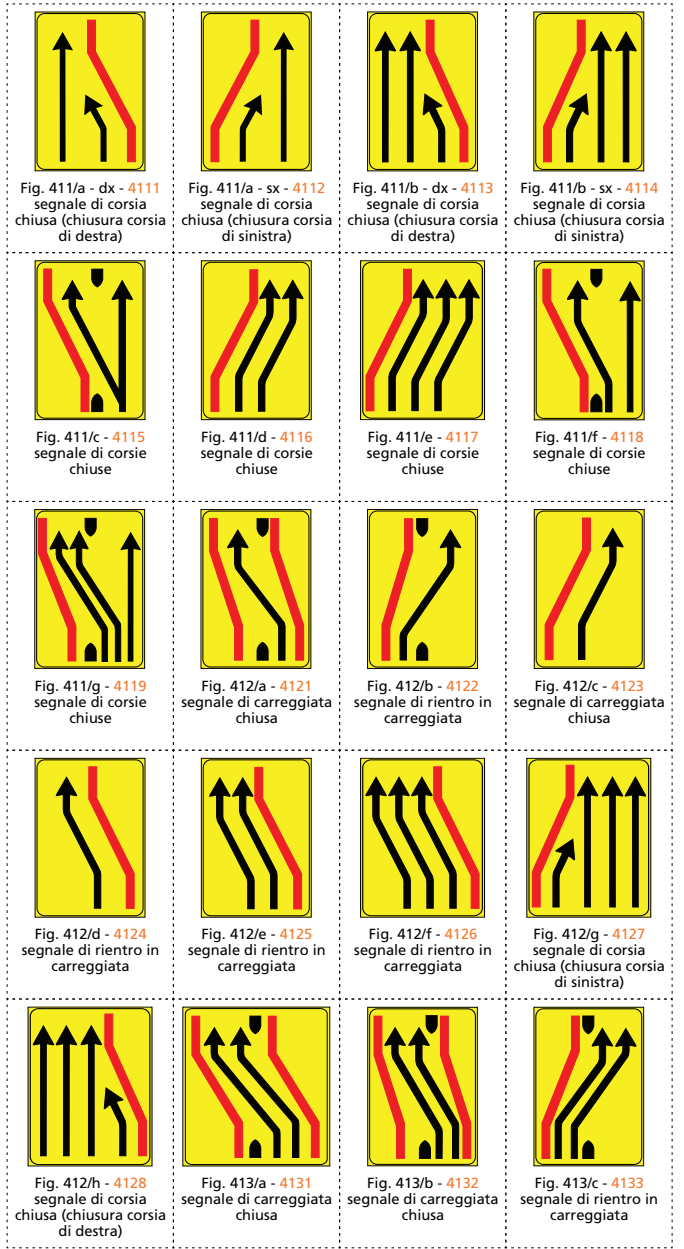 Fig. 411/a - dx - 4111
segnale di corsia
chiusa (chiusura corsia
di destra)
Fig. 411/a - sx - 4112
segnale di corsia
chiusa (chiusura corsia
di sinistra)
Fig. 411/b - dx - 4113
segnale di corsia
chiusa (chiusura corsia
di destra)
Fig. 411/b - sx - 4114
segnale di corsia
chiusa (chiusura corsia
di sinistra)
Fig. 411/c - 4115
segnale di corsie
chiuse
Fig. 411/d - 4116
segnale di corsie
chiuse
Fig. 411/e - 4117
segnale di corsie
chiuse
Fig. 411/f - 4118
segnale di corsie
chiuse
Fig. 411/g - 4119
segnale di corsie
chiuse
Fig. 412/a - 4121
segnale di carreggiata
chiusa
Fig. 412/b - 4122
segnale di rientro in
carreggiata
Fig. 412/c - 4123
segnale di carreggiata
chiusa
Fig. 412/d - 4124
segnale di rientro in
carreggiata
Fig. 412/e - 4125
segnale di rientro in
carreggiata
Fig. 412/f - 4126
segnale di rientro in
carreggiata
Fig. 412/g - 4127
segnale di corsia
chiusa (chiusura corsia
di sinistra)
Fig. 412/h - 4128
segnale di corsia
chiusa (chiusura corsia
di destra)
Fig. 413/a - 4131
segnale di carreggiata
chiusa
Fig. 413/b - 4132
segnale di carreggiata
chiusa
Fig. 413/c - 4133
segnale di rientro in
carreggiata